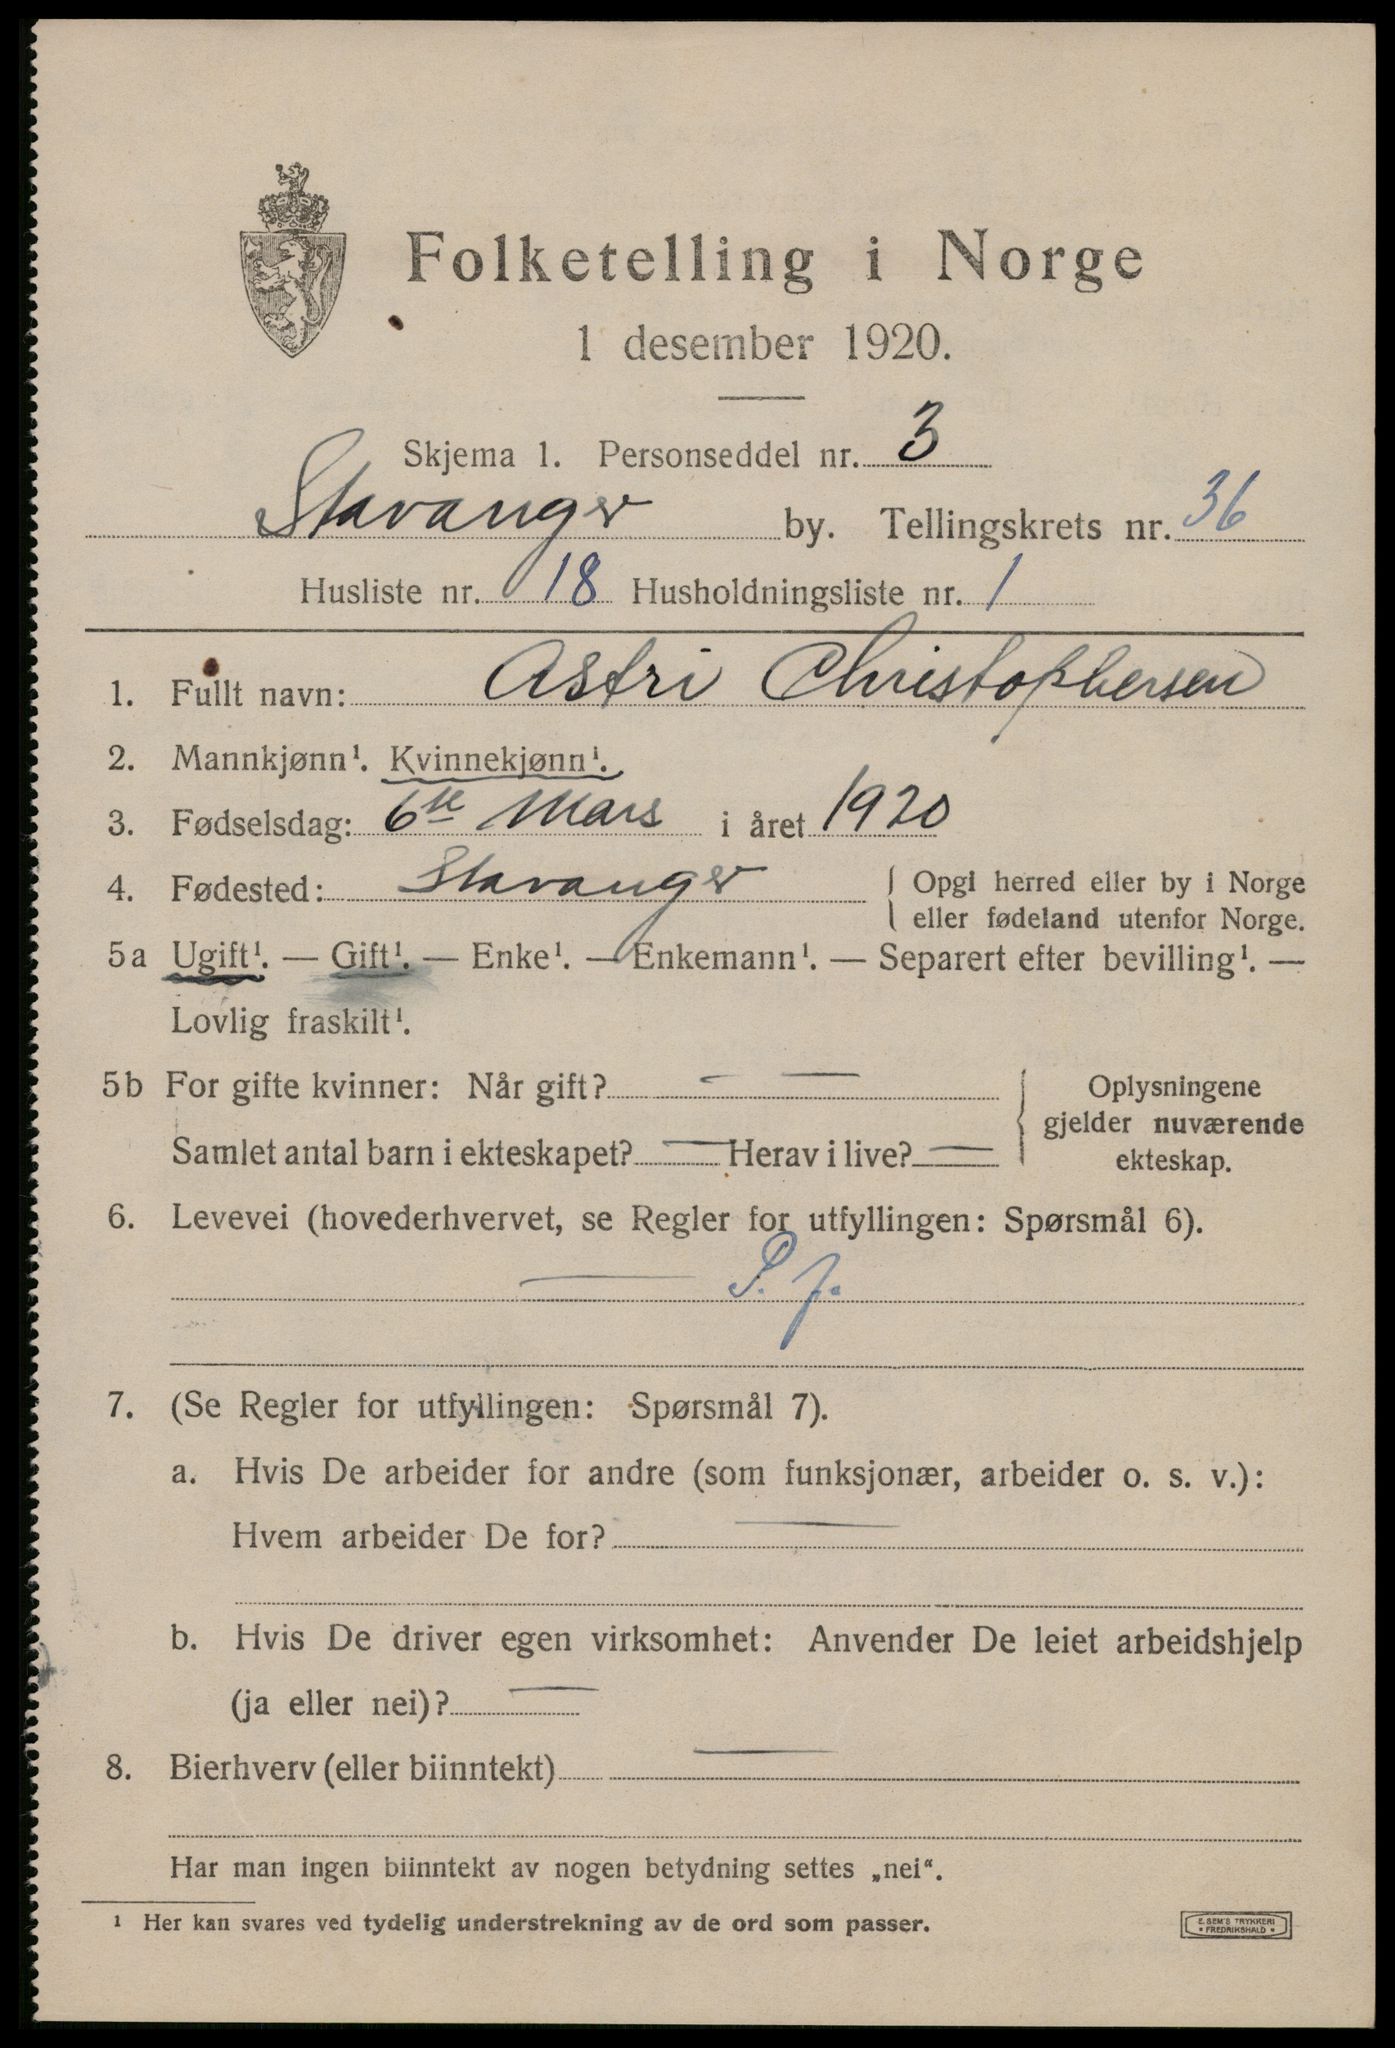 Folketelling i Norge
1 desember 1920.
Skjema 1. Personseddel nr. 3
Stavanger by. Tellingskrets nr. 36
Husliste nr. 18 Husholdningsliste nr. 1
1. Fullt navn: Astri Christophersen
2. Mannkjønn¹. Kvinnekjønn¹.
3. Fødselsdag: 6te Mars i året 1920
4. Fødested: Stavanger { Opgi herred eller by i Norge
eller fødeland utenfor Norge.
5a Ugift¹. — Gift¹. — Enke¹. — Enkemann¹. — Separert efter bevilling¹. —
Lovlig fraskilt¹.
5b For gifte kvinner: Når gift? — — { Oplysningene
gjelder nuværende
Samlet antal barn i ekteskapet? — Herav i live? —
ekteskap.
6. Levevei (hovederhvervet, se Regler for utfyllingen: Spørsmål 6).
— S. f.
7. (Se Regler for utfyllingen: Spørsmål 7).
a. Hvis De arbeider for andre (som funksjonær, arbeider o. s. v.):
Hvem arbeider De for? —
b. Hvis De driver egen virksomhet: Anvender De leiet arbeidshjelp
(ja eller nei)? —
8. Bierhverv (eller biinntekt) —
Har man ingen biinntekt av nogen betydning settes „nei“.
¹ Her kan svares ved tydelig understrekning av de ord som passer.
E. SEM'S TRYKKERI
• FREDRIKSHALD •